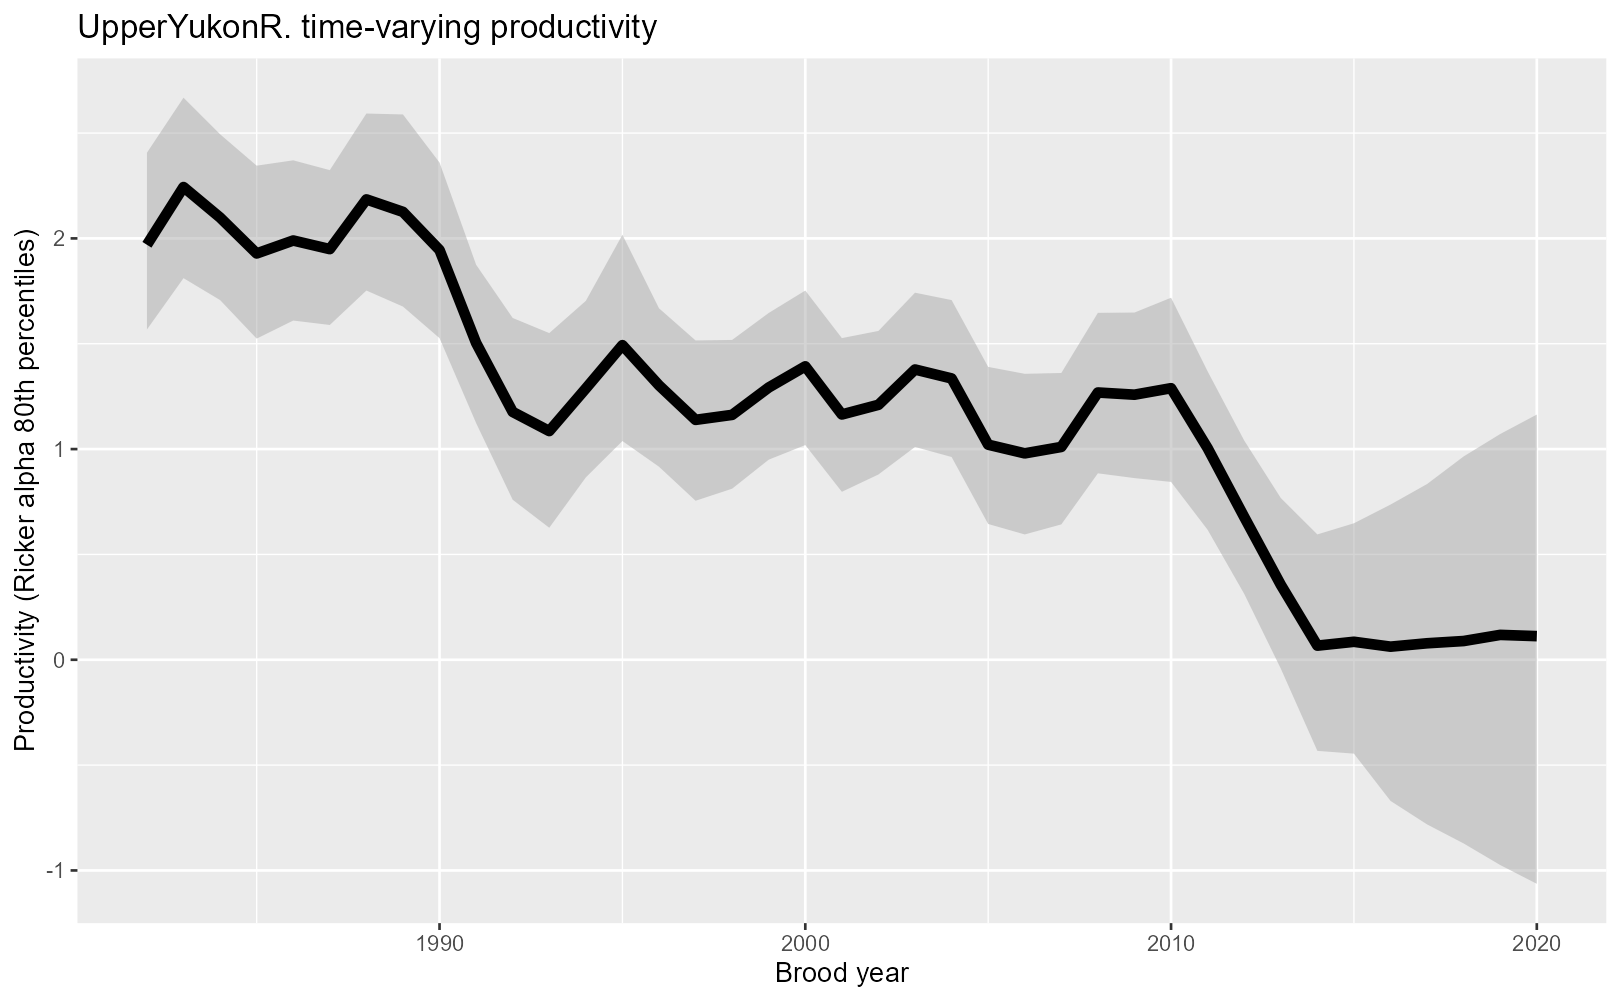 UpperYukonR. time-varying productivity
Productivity (Ricker alpha 80th percentiles)
2
1
0
-1
1990
2000
2010
2020
Brood year